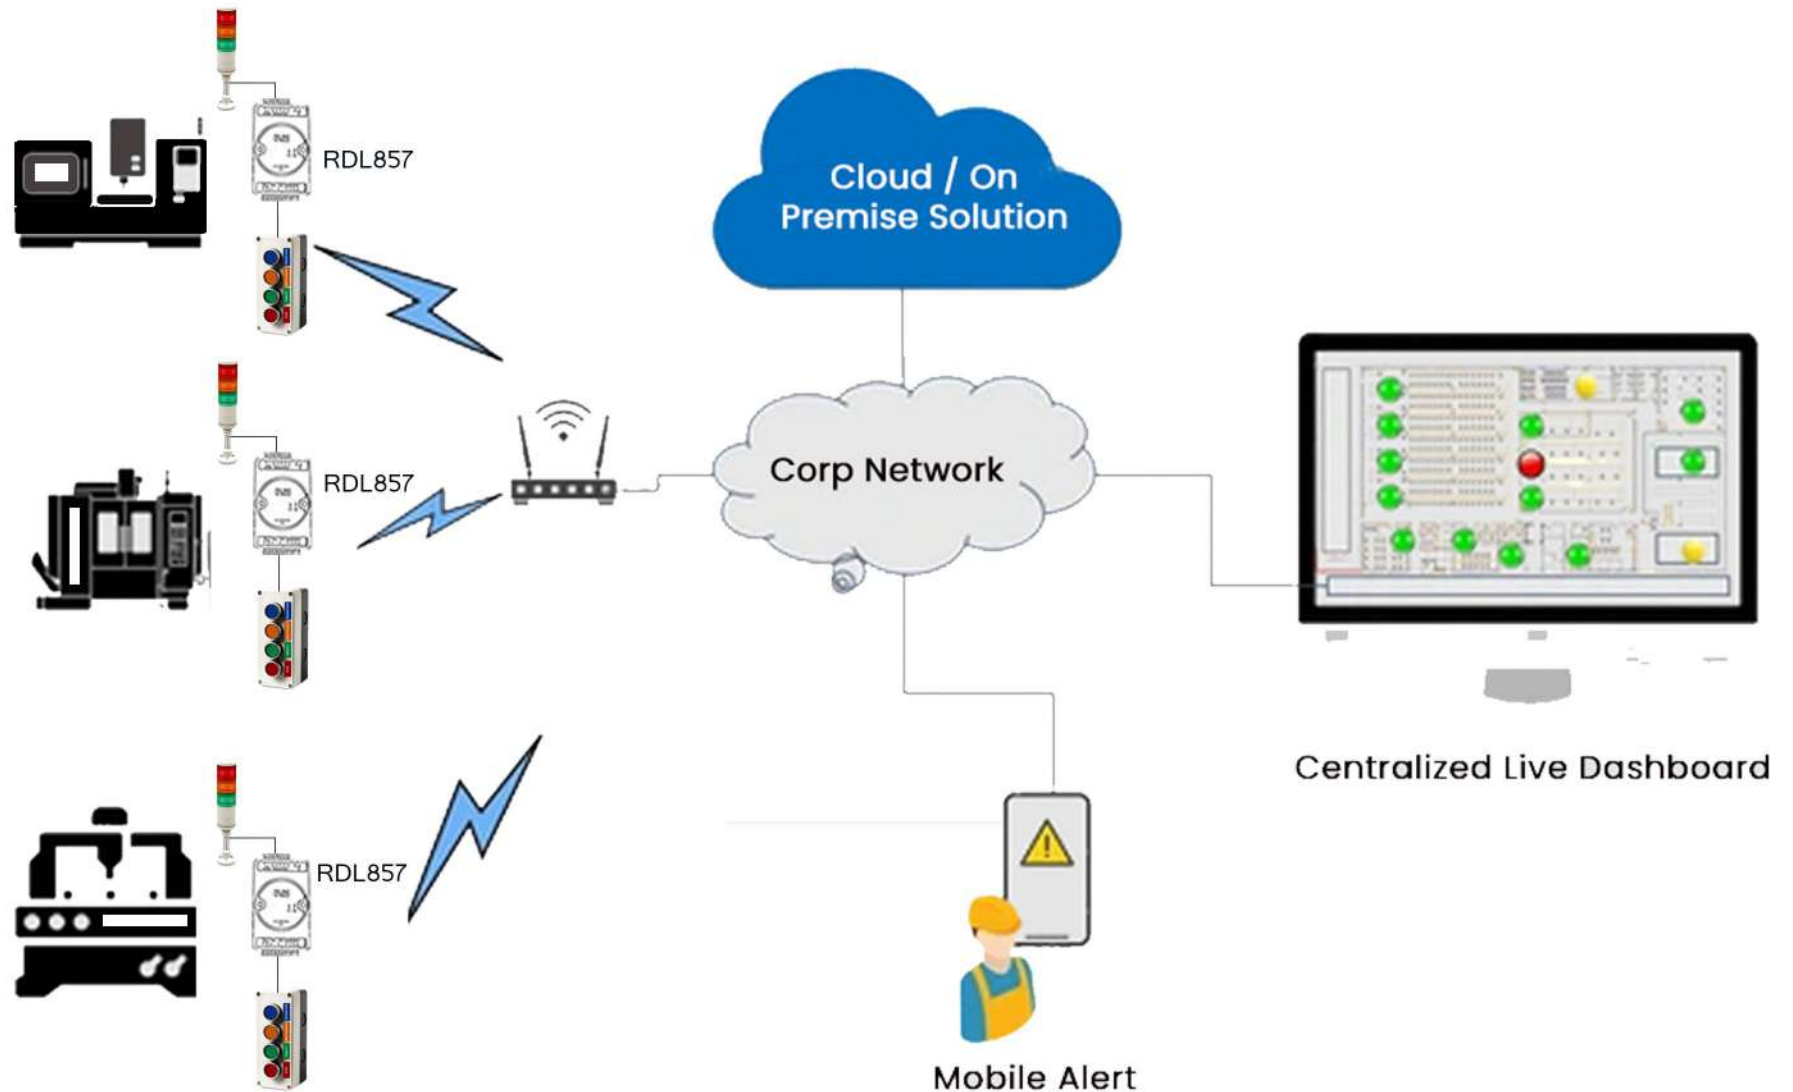 RDL857
Cloud / On
Premise Solution
RDL857
Corp Network
Centralized Live Dashboard
RDL857
Mobile Alert